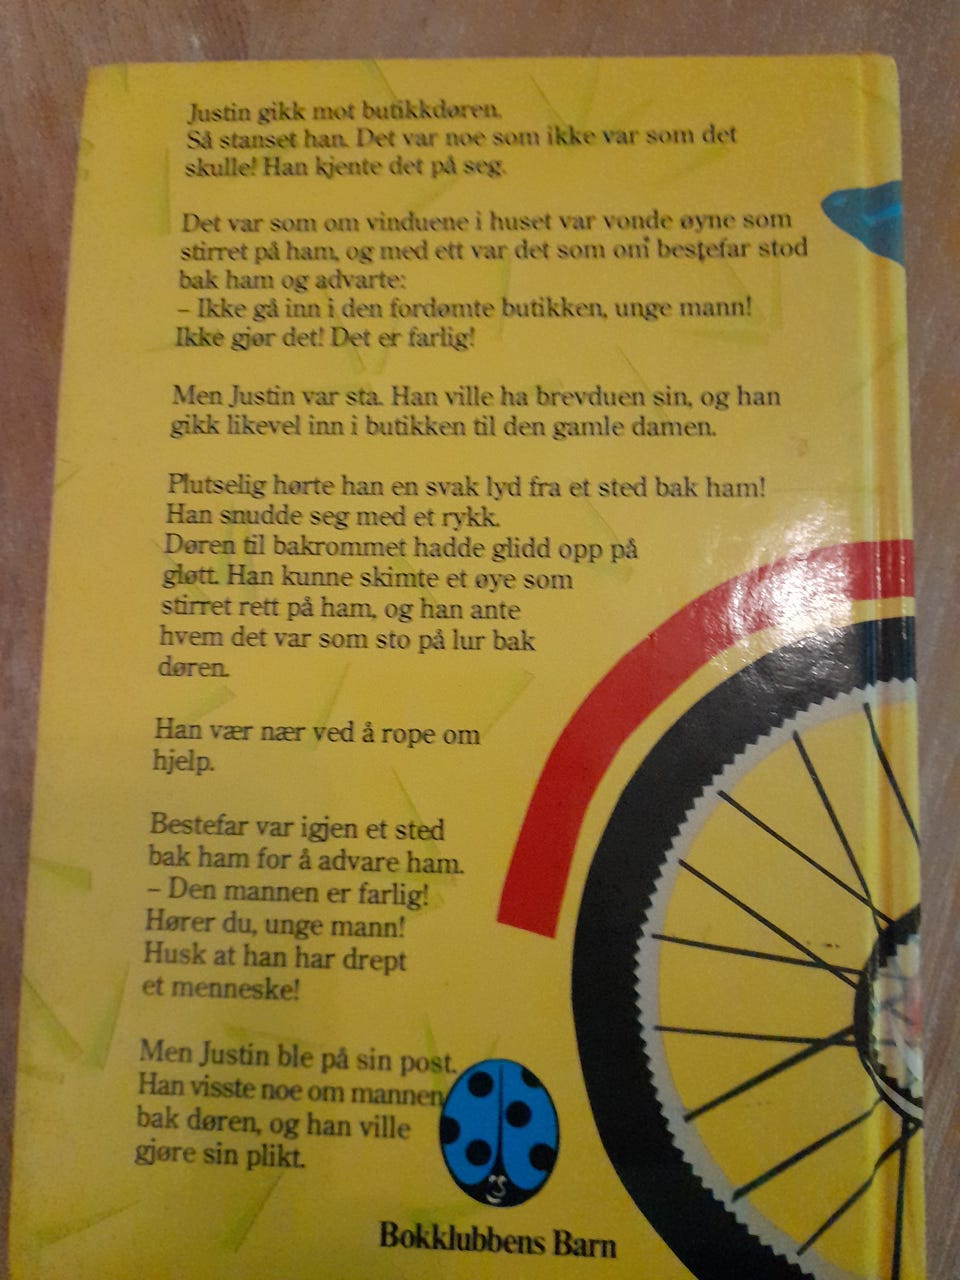 Justin gikk mot butikkdøren.
Så stanset han. Det var noe som ikke var som det
skulle! Han kjente det på seg.
Det var som om vinduene i huset var vonde øyne som
stirret på ham, og med ett var det som om bestefar stod
bak ham og advarte:
– Ikke gå inn i den fordømte butikken, unge mann!
Ikke gjør det! Det er farlig!
Men Justin var sta. Han ville ha brevduen sin, og han
gikk likevel inn i butikken til den gamle damen.
Plutselig hørte han en svak lyd fra et sted bak ham!
Han snudde seg med et rykk.
Døren til bakrommet hadde glidd opp på
gløtt. Han kunne skimte et øye som
stirret rett på ham, og han ante
hvem det var som sto på lur bak
døren.
Han vær nær ved å rope om
hjelp.
Bestefar var igjen et sted
bak ham for å advare ham.
– Den mannen er farlig!
Hører du, unge mann!
Husk at han har drept
et menneske!
Men Justin ble på sin post.
Han visste noe om mannen
bak døren, og han ville
gjøre sin plikt.
Bokklubbens Barn